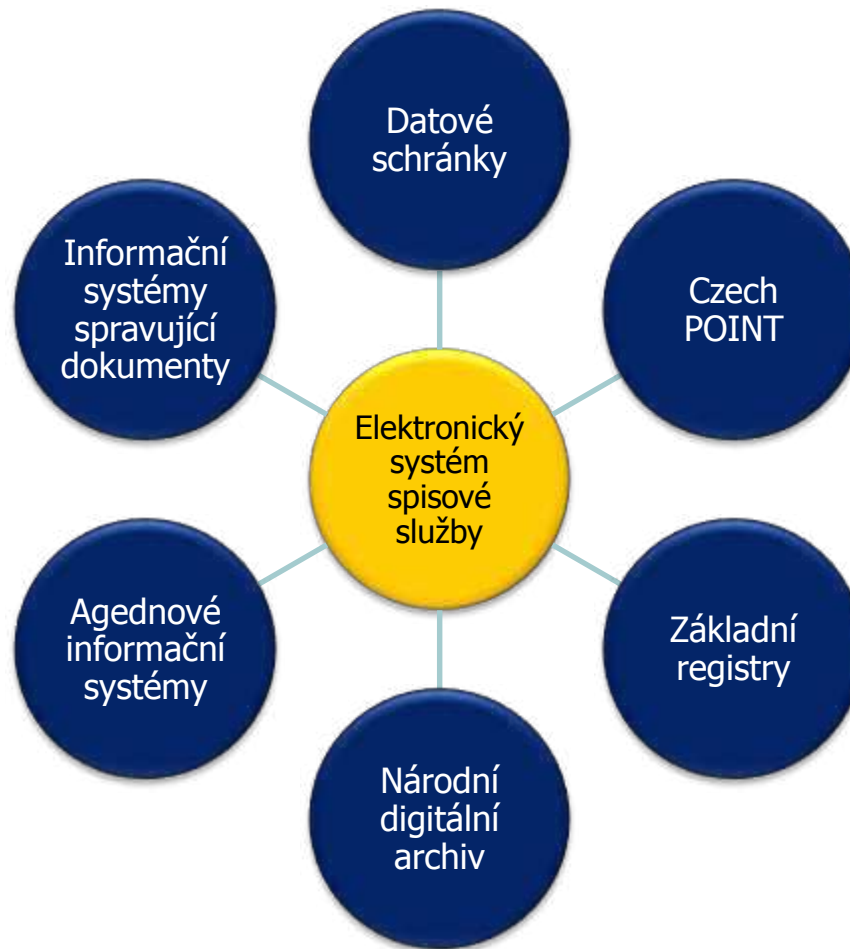 Datové
schránky
Informační
systémy
spravující
dokumenty
Czech
POINT
Elektronický
systém
spisové
služby
Agednové
informační
systémy
Základní
registry
Národní
digitální
archiv